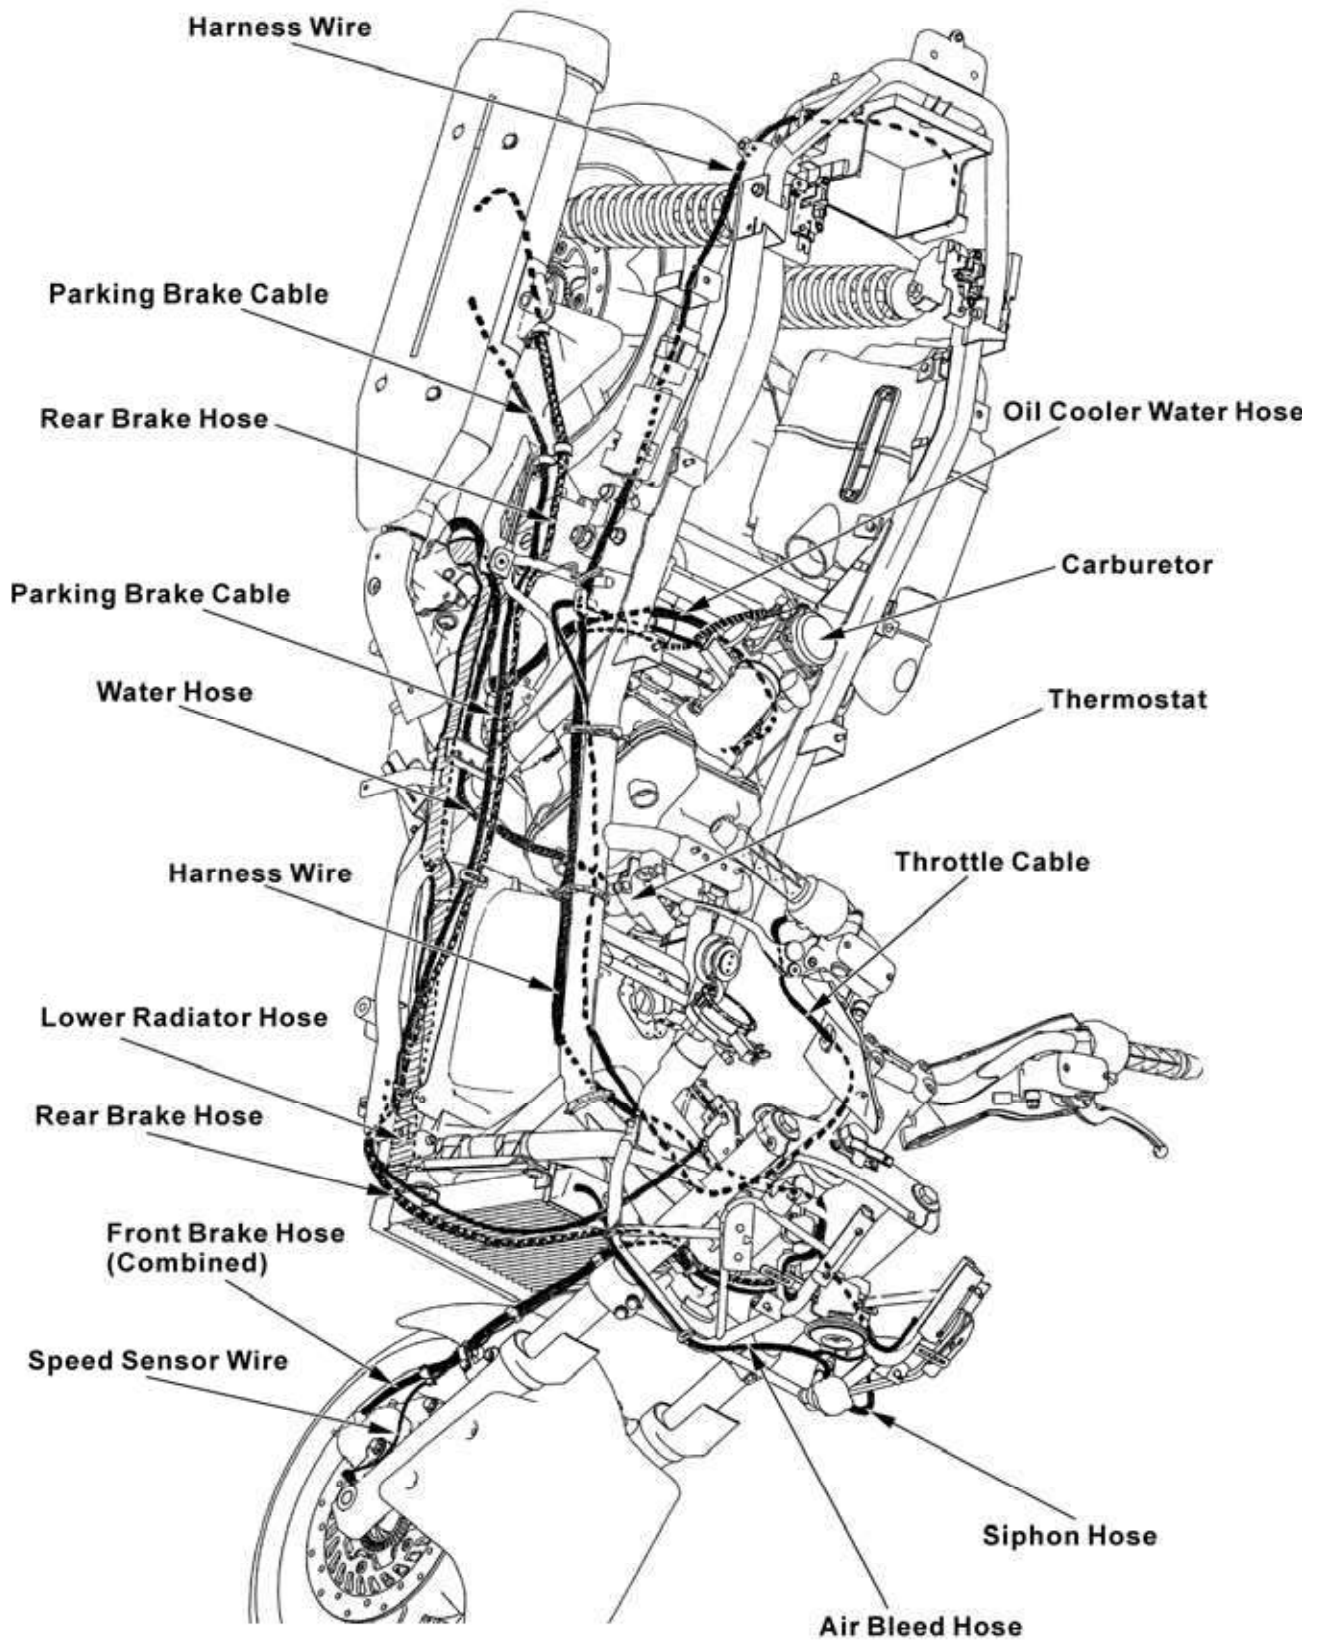 Harness Wire
Parking Brake Cable
Rear Brake Hose
Oil Cooler Water Hose
Carburetor
Parking Brake Cable
Water Hose
Thermostat
Throttle Cable
Harness Wire
Lower Radiator Hose
Rear Brake Hose
Front Brake Hose
(Combined)
Speed Sensor Wire
Siphon Hose
Air Bleed Hose